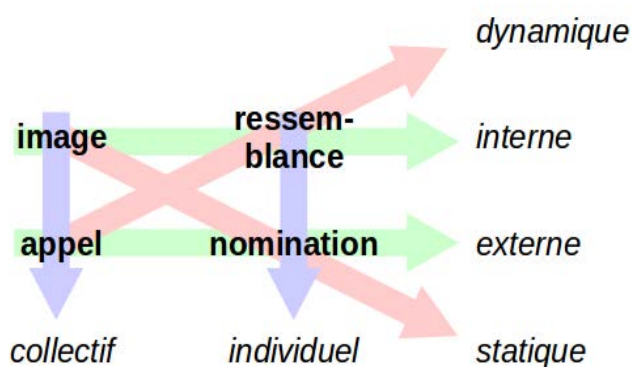 dynamique
image
ressem-
blance
interne
appel
nomination
externe
collectif
individuel
statique